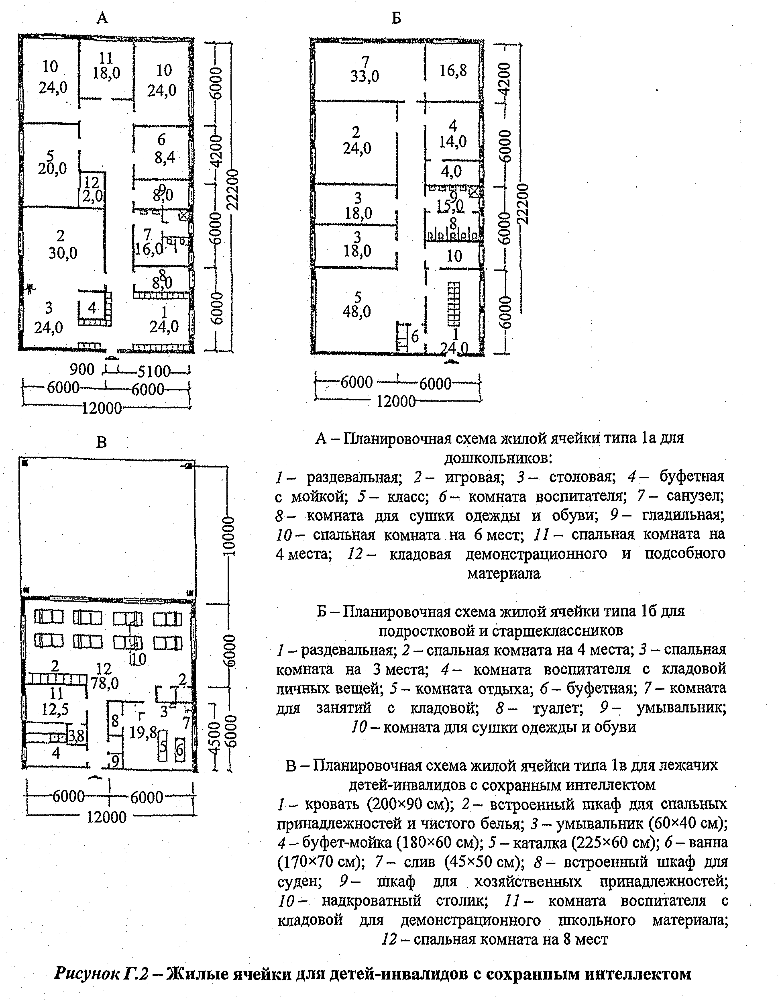 А
10
24,0
11
18,0
10
24,0
5
20,0
6
8,4
12
2,0
9
8,0
2
30,0
7
16,0
8
8,0
3
24,0
4
1
24,0
6000
4200
6000
6000
22200
900
5100
6000
6000
12000
Б
7
33,0
16,8
2
24,0
4
14,0
4,0
3
18,0
9
15,0
3
18,0
8
10
5
48,0
6
1
24,0
4200
6000
6000
6000
22200
6000
6000
12000
В
10
2
12
78,0
2
11
12,5
3,8
4
8
Г
19,8
3
7
5
6
9
10000
6000
4500
6000
6000
6000
12000
А – Планировочная схема жилой ячейки типа 1а для
дошкольников:
1 – раздевальная; 2 – игровая; 3 – столовая; 4 – буфетная
с мойкой; 5 – класс; 6 – комната воспитателя; 7 – санузел;
8 – комната для сушки одежды и обуви; 9 – гладильная;
10 – спальная комната на 6 мест; 11 – спальная комната на
4 места; 12 – кладовая демонстрационного и подсобного
материала
Б – Планировочная схема жилой ячейки типа 1б для
подростковой и старшеклассников
1 – раздевальная; 2 – спальная комната на 4 места; 3 – спальная
комната на 3 места; 4 – комната воспитателя с кладовой
личных вещей; 5 – комната отдыха; 6 – буфетная; 7 – комната
для занятий с кладовой; 8 – туалет; 9 – умывальник;
10 – комната для сушки одежды и обуви
В – Планировочная схема жилой ячейки типа 1в для лежачих
детей-инвалидов с сохранным интеллектом
1 – кровать (200×90 см); 2 – встроенный шкаф для спальных
принадлежностей и чистого белья; 3 – умывальник (60×40 см);
4 – буфет-мойка (180×60 см); 5 – каталка (225×60 см); 6 – ванна
(170×70 см); 7 – слив (45×50 см); 8 – встроенный шкаф для
суден; 9 – шкаф для хозяйственных принадлежностей;
10 – надкроватный столик; 11 – комната воспитателя с
кладовой для демонстрационного школьного материала;
12 – спальная комната на 8 мест
Рисунок Г.2 – Жилые ячейки для детей-инвалидов с сохранным интеллектом